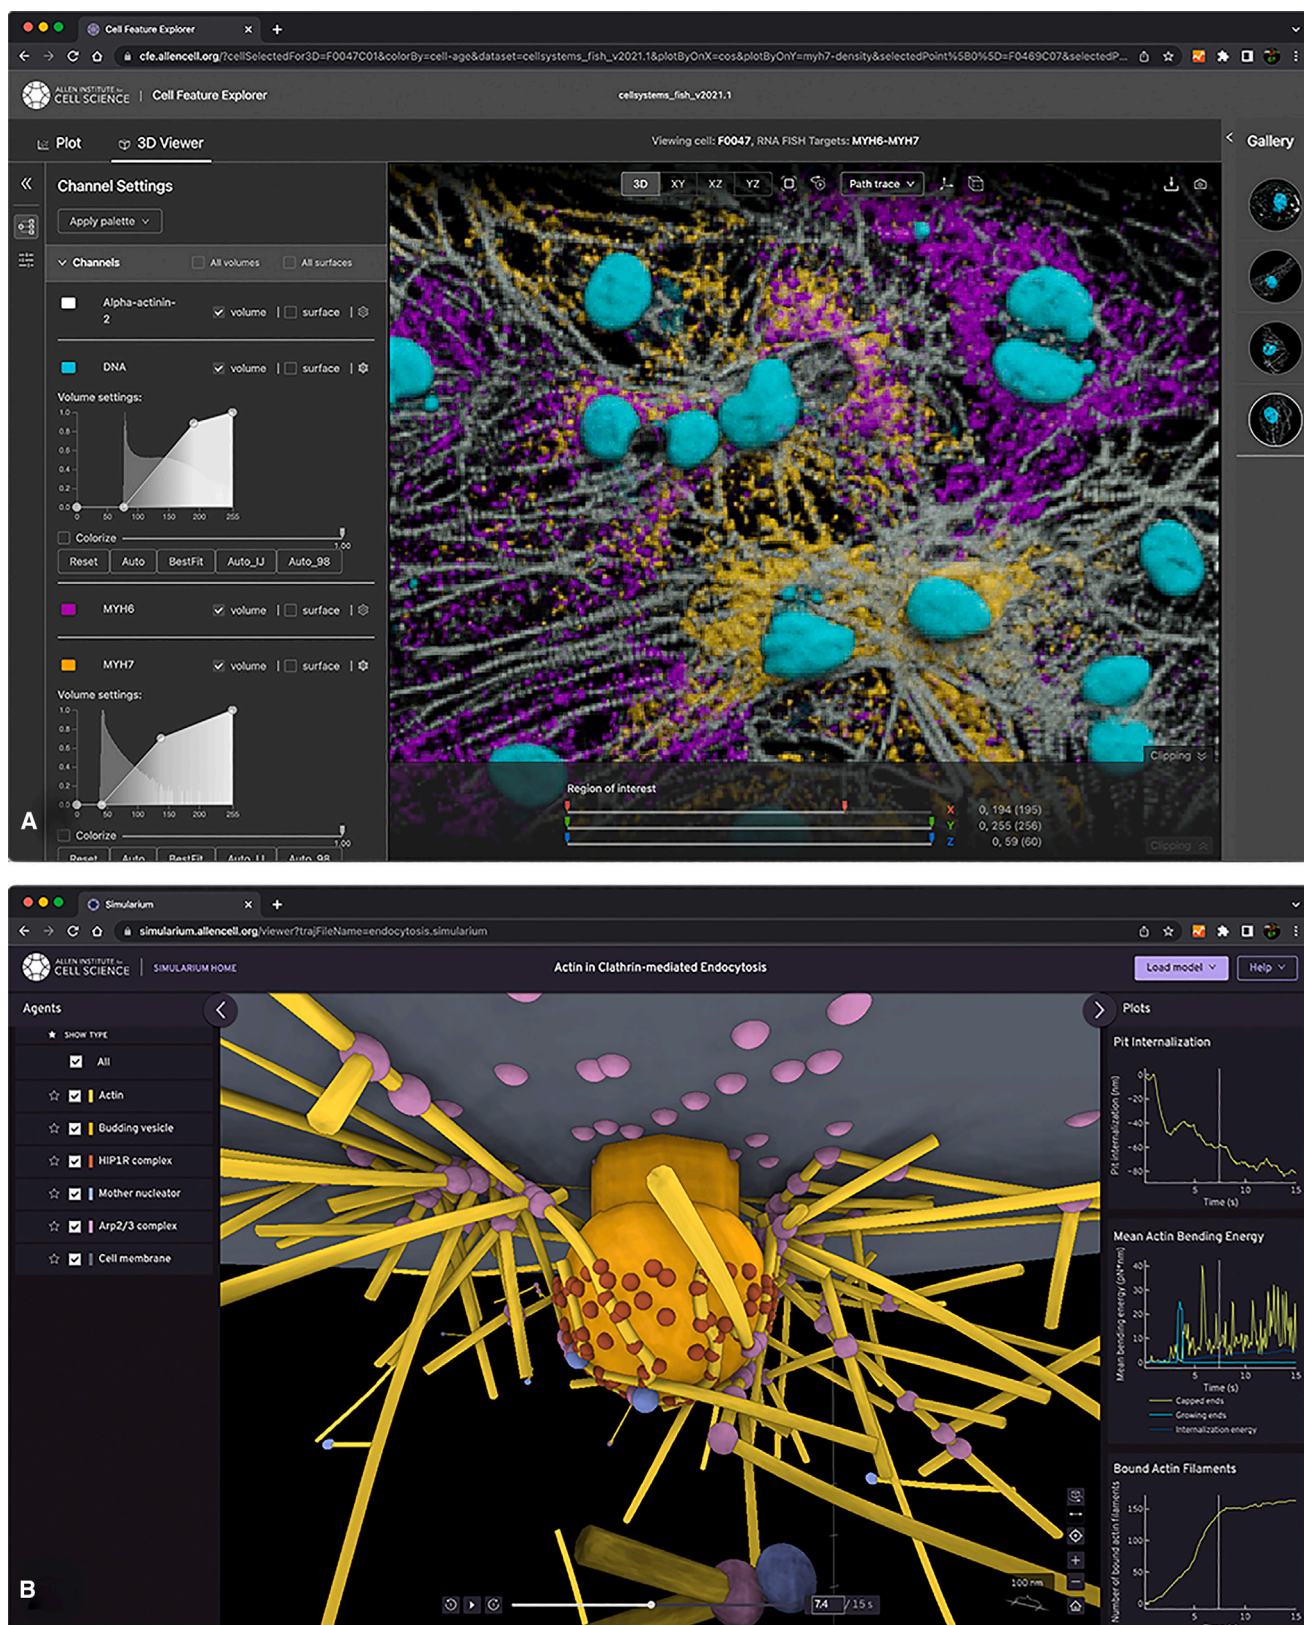 Cell Feature Explorer
cfe.allencell.org/?cellSelectedFor3D=F0047C01&colorBy=cell-age&dataset=cellsystems_fish_v2021.1&plotByOnX=cos&plotByOnY=myh7-density&selectedPoint%5B0%5D=F0469C07&selectedP...
ALLEN INSTITUTE for
CELL SCIENCE | Cell Feature Explorer
cellsystems_fish_v2021.1
Plot
3D Viewer
Viewing cell: F0047, RNA FISH Targets: MYH6-MYH7
Gallery
Channel Settings
3D XY XZ YZ Path trace
Apply palette
Channels All volumes All surfaces
Alpha-actinin-
2
volume | surface |
DNA volume | surface |
Volume settings:
1.0
0.8
0.6
0.4
0.2
0.0
0 50 100 150 200 255
Colorize 1.00
Reset Auto BestFit Auto_IJ Auto_98
MYH6 volume | surface |
MYH7 volume | surface |
Volume settings:
1.0
0.8
0.6
0.4
0.2
0.0
0 50 100 150 200 255
Colorize 1.00
Reset Auto BestFit Auto_IJ Auto_98
Clipping
Region of interest
X 0, 194 (195)
Y 0, 255 (256)
Z 0, 59 (60)
Clipping
A
Simularium
simularium.allencell.org/viewer?trajFileName=endocytosis.simularium
ALLEN INSTITUTE for
CELL SCIENCE | SIMULARIUM HOME
Actin in Clathrin-mediated Endocytosis
Load model
Help
Agents
SHOW TYPE
All
Actin
Budding vesicle
HIP1R complex
Mother nucleator
Arp2/3 complex
Cell membrane
Plots
Pit Internalization
Pit internalization (nm)
0
-20
-40
-60
-80
5 10 15
Time (s)
Mean Actin Bending Energy
Mean bending energy (pN*nm)
40
30
20
10
0
5 10 15
Time (s)
Capped ends
Growing ends
Internalization energy
Bound Actin Filaments
Number of bound actin filaments
150
100
50
0
5 10 15
100 nm
7.4 / 15 s
B